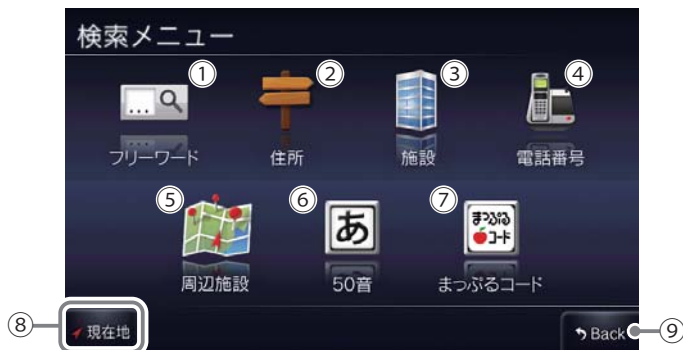 検索メニュー
① ② ③ ④
...
フリーワード 住所 施設 電話番号
⑤ ⑥ ⑦
あ
まっぷる
コード
周辺施設 50音 まっぷるコード
⑧ 現在地 Back ⑨